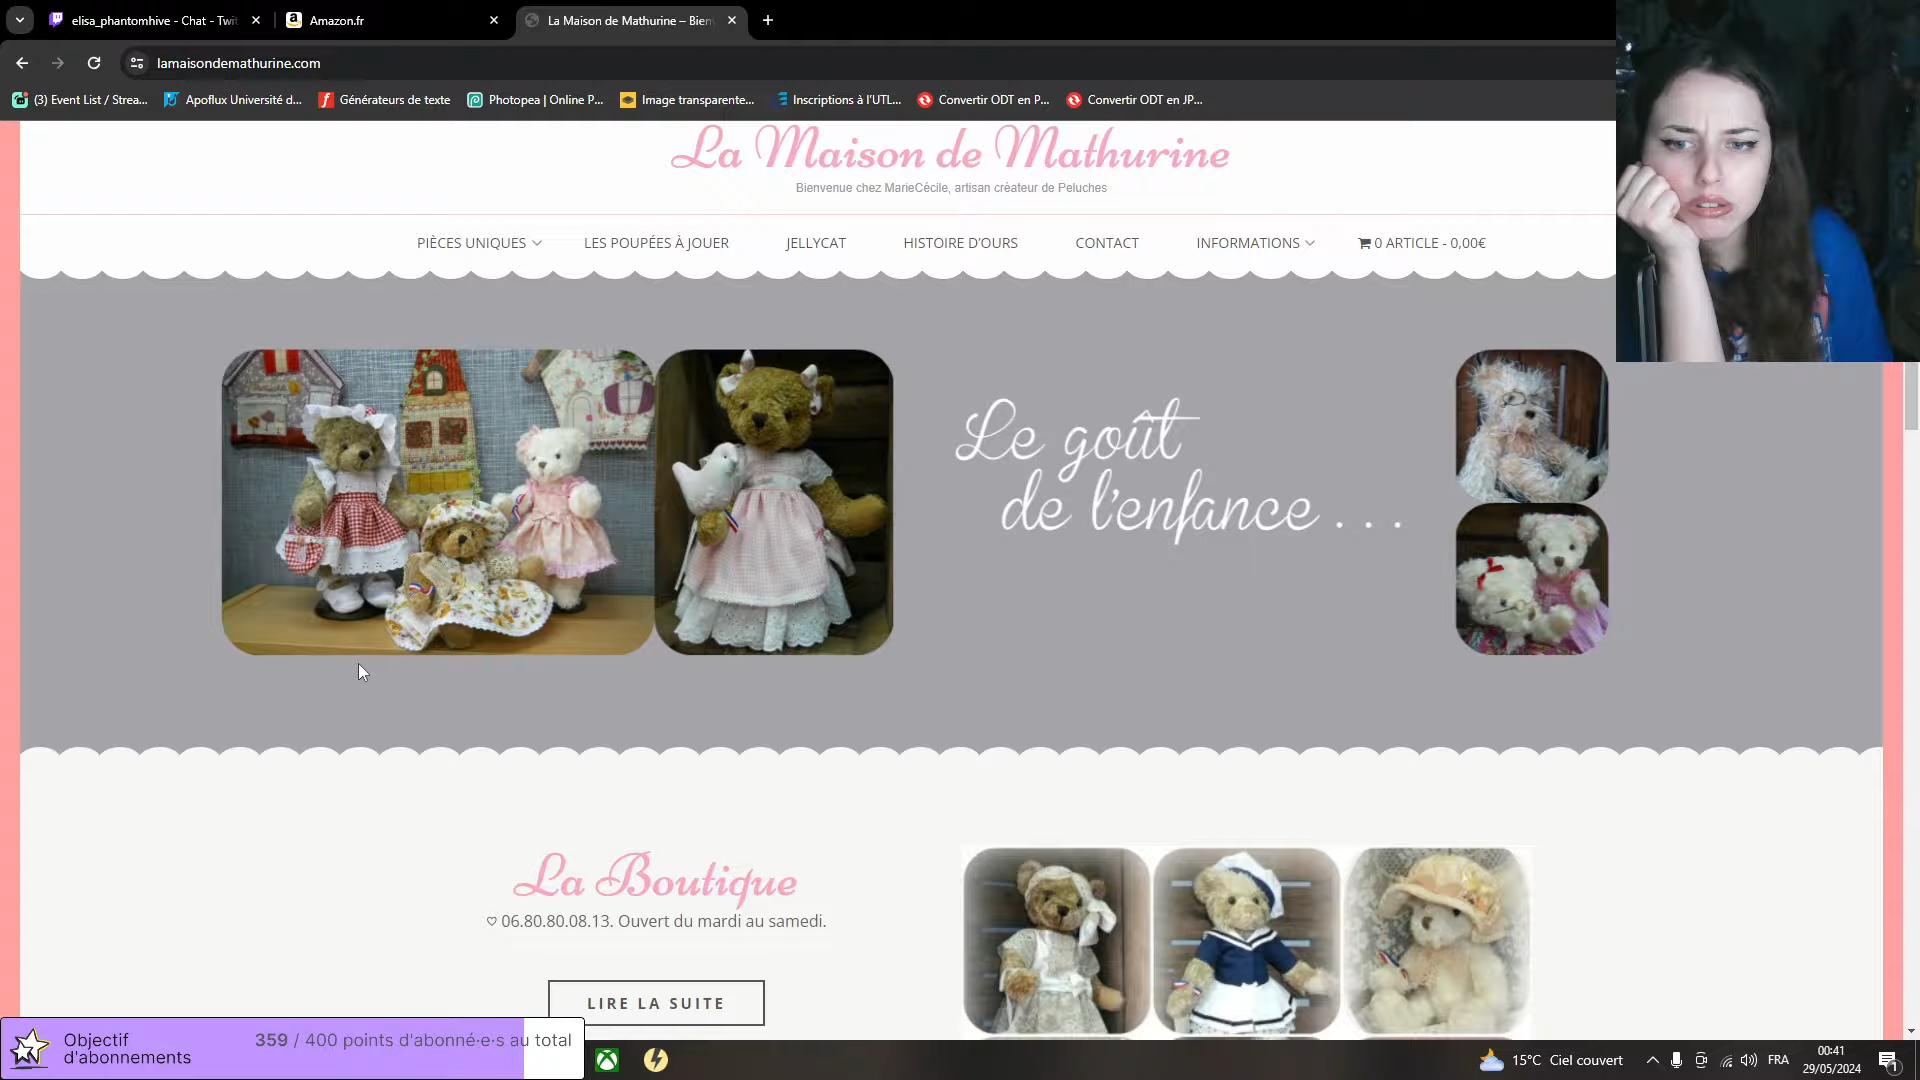 elisa_phantomhive - Chat - Twi
Amazon.fr
La Maison de Mathurine – Bien
lamaisondemathurine.com
(3) Event List / Strea...
Apoflux Université d...
Générateurs de texte
Photopea | Online P...
Image transparente...
Inscriptions à l'UTL...
Convertir ODT en P...
Convertir ODT en JP...
La Maison de Mathurine
Bienvenue chez MarieCécile, artisan créateur de Peluches
PIÈCES UNIQUES
LES POUPÉES À JOUER
JELLYCAT
HISTOIRE D'OURS
CONTACT
INFORMATIONS
0 ARTICLE - 0,00€
Le goût
de l'enfance . . .
La Boutique
♡ 06.80.80.08.13. Ouvert du mardi au samedi.
LIRE LA SUITE
Objectif
d'abonnements
359 / 400 points d'abonné·e·s au total
15°C Ciel couvert
FRA
00:41
29/05/2024
1